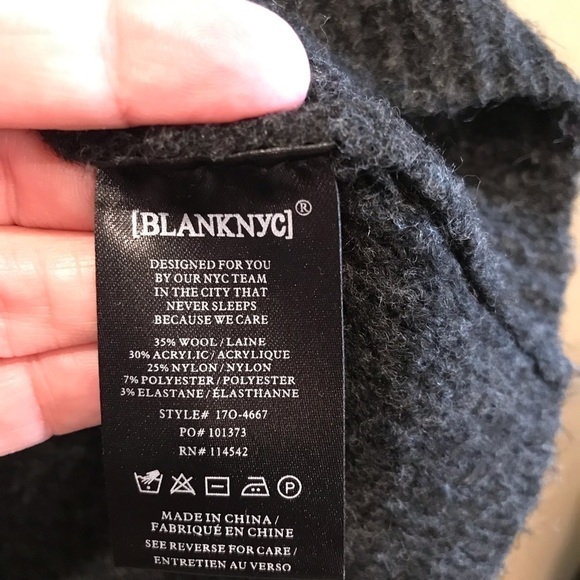 [BLANKNYC]®
DESIGNED FOR YOU
BY OUR NYC TEAM
IN THE CITY THAT
NEVER SLEEPS
BECAUSE WE CARE
35% WOOL / LAINE
30% ACRYLIC / ACRYLIQUE
25% NYLON / NYLON
7% POLYESTER / POLYESTER
3% ELASTANE / ÉLASTHANNE
STYLE# 17O-4667
PO# 101373
RN# 114542
P
MADE IN CHINA /
FABRIQUÉ EN CHINE
SEE REVERSE FOR CARE /
ENTRETIEN AU VERSO